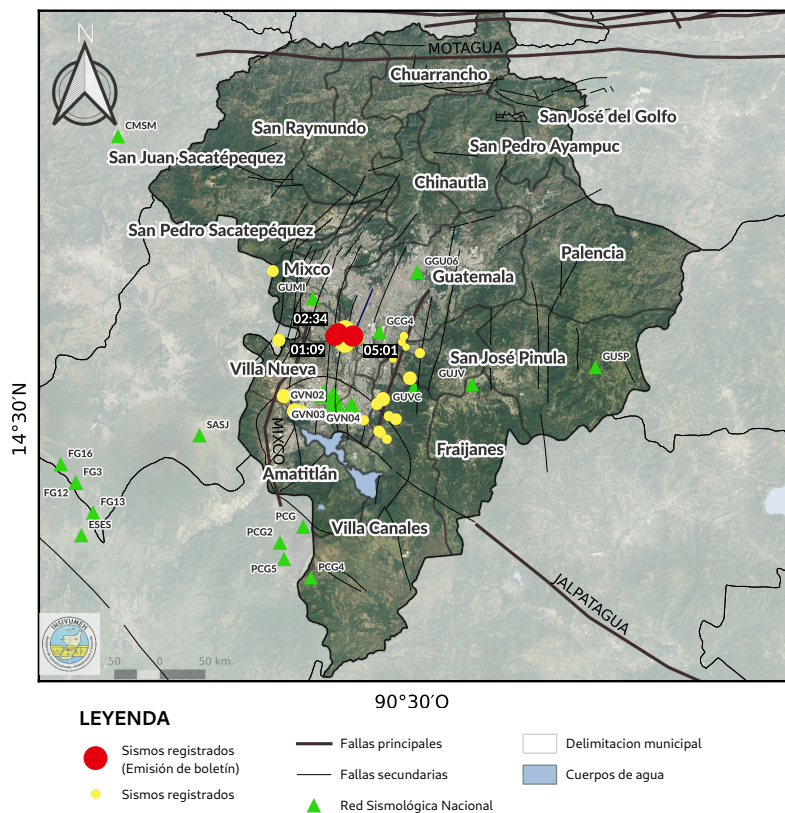 N
MOTAGUA
Chuarrancho
San José del Golfo
CMSM
San Raymundo
San Pedro Ayampuc
San Juan Sacatépequez
Chinautla
San Pedro Sacatepéquez
Palencia
GGU06
Mixco
Guatemala
GUMI
02:34
GCG4
01:09
05:01
San José Pinula
GUSP
Villa Nueva
GUJV
GVN02
GUVC
GVN03
GVN04
14°30′N
SASJ
MIXCO
Fraijanes
FG16
FG3
Amatitlán
FG12
FG13
ESES
PCG
Villa Canales
PCG2
PCG5
PCG4
JALPATAGUA
INSIVUMEH
50 0 50 km
90°30′O
LEYENDA
Sismos registrados
(Emisión de boletín)
Sismos registrados
Fallas principales
Fallas secundarias
Red Sismológica Nacional
Delimitacion municipal
Cuerpos de agua